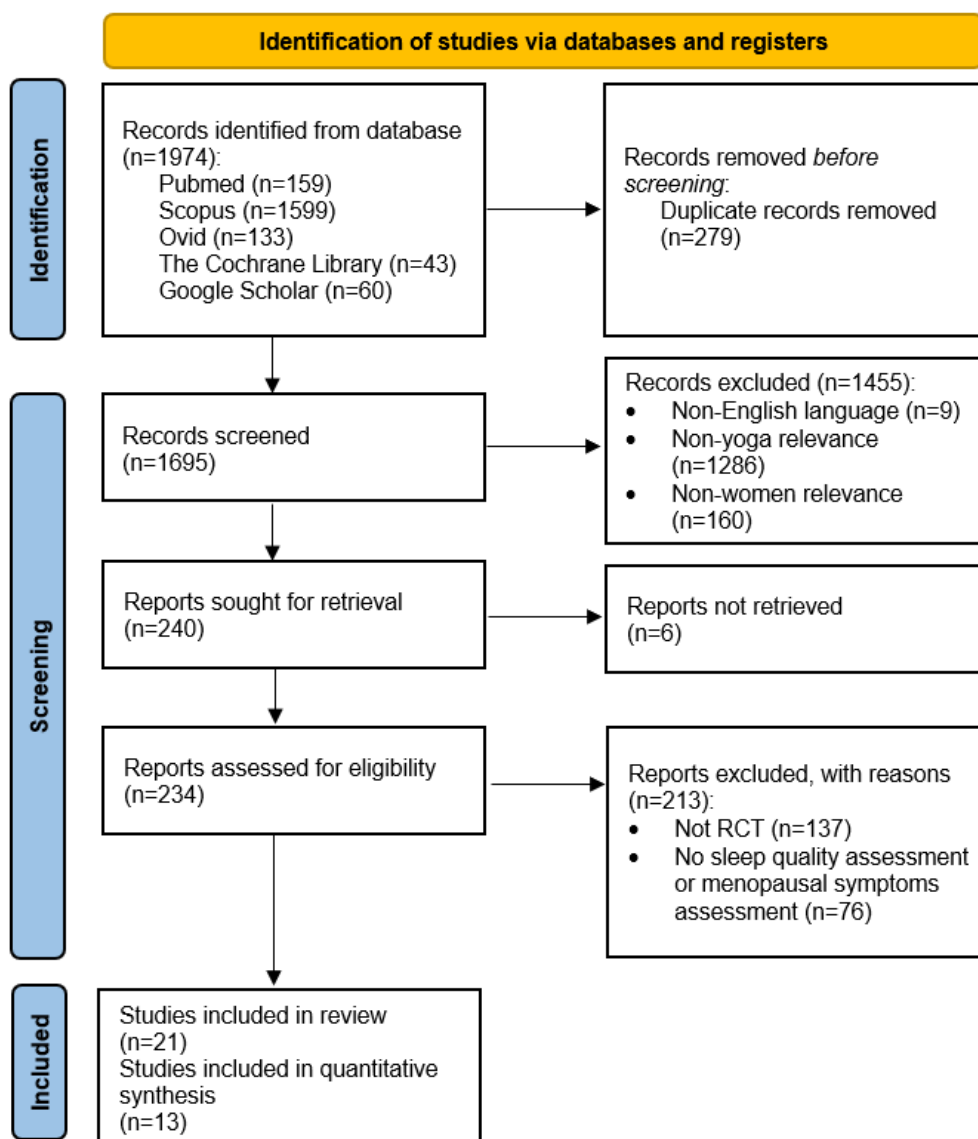 Identification of studies via databases and registers
Identification
Records identified from database
(n=1974):
Pubmed (n=159)
Scopus (n=1599)
Ovid (n=133)
The Cochrane Library (n=43)
Google Scholar (n=60)
Records removed before
screening:
Duplicate records removed
(n=279)
Screening
Records screened
(n=1695)
Records excluded (n=1455):
• Non-English language (n=9)
• Non-yoga relevance
(n=1286)
• Non-women relevance
(n=160)
Reports sought for retrieval
(n=240)
Reports not retrieved
(n=6)
Reports assessed for eligibility
(n=234)
Reports excluded, with reasons
(n=213):
• Not RCT (n=137)
• No sleep quality assessment
or menopausal symptoms
assessment (n=76)
Included
Studies included in review
(n=21)
Studies included in quantitative
synthesis
(n=13)